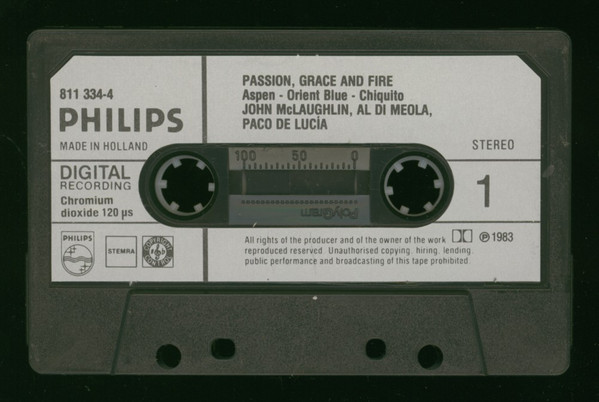 811 334-4
PHILIPS
MADE IN HOLLAND
DIGITAL
RECORDING
Chromium
dioxide 120 µs
PHILIPS
STEMRA
PASSION, GRACE AND FIRE
Aspen - Orient Blue - Chiquito
JOHN McLAUGHLIN, AL DI MEOLA,
PACO DE LUCÍA
STEREO
100 50 0
PolyGram
1
All rights of the producer and of the owner of the work
reproduced reserved. Unauthorised copying, hiring, lending,
public performance and broadcasting of this tape prohibited.
℗ 1983